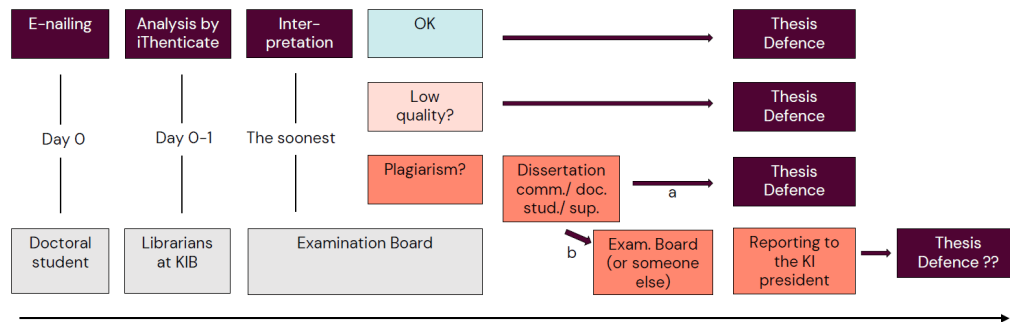 E-nailing
Analysis by
iThenticate
Inter-
pretation
OK
Thesis
Defence
Low
quality?
Thesis
Defence
Day 0
Day 0-1
The soonest
Plagiarism?
Dissertation
comm./ doc.
stud./ sup.
a
Thesis
Defence
Doctoral
student
Librarians
at KIB
Examination Board
b
Exam. Board
(or someone
else)
Reporting to
the KI
president
Thesis
Defence ??